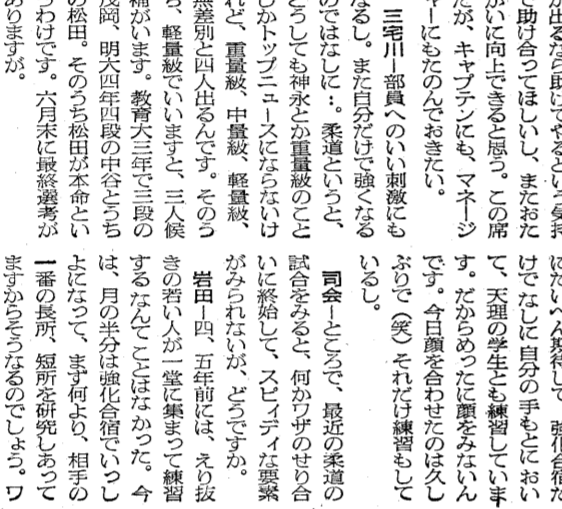 が出るなら助けてやるという気持
で助け合ってほしいし、またおた
がいに向上できると思う。この席
だが、キャプテンにも、マネージ
ャーにもたのんでおきたい。
三宅川ー部員へのいい刺激にも
なるし。また自分だけで強くなる
のではなしに…。柔道というと、
どうしても神永とか重量級のこと
しかトップニュースにならないけ
れど、重量級、中量級、軽量級、
無差別と四人出るんです。そのう
ち、軽量級でいいますと、三人候
補がいます。教育大三年で三段の
茂岡、明大四年四段の中谷とうち
の松田。そのうち松田が本命とい
うわけです。六月末に最終選考が
ありますが。
にたいへん期待して、強化合宿だ
けでなしに自分の手もとにおい
て、天理の学生とも練習していま
す。だからめったに顔をみないん
です。今日顔を合わせたのは久し
ぶりで（笑）それだけ練習もして
いるし。
司会ーところで、最近の柔道の
試合をみると、何かワザのせり合
いに終始して、スピィディな要素
がみられないが、どうですか。
岩田ー四、五年前には、えり抜
きの若い人が一堂に集まって練習
するなんてことはなかった。今
は、月の半分は強化合宿でいっし
よになって、まず何より、相手の
一番の長所、短所を研究しあって
ますからそうなるのでしょう。ワ